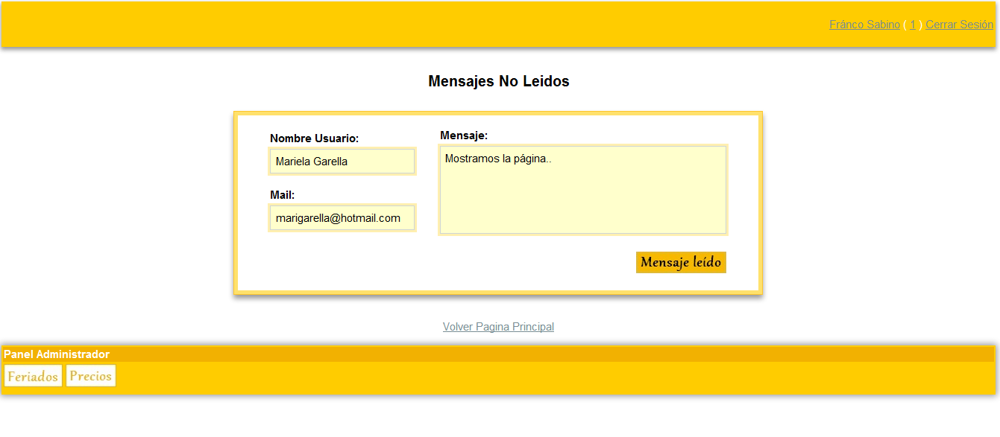 Fránco Sabino ( 1 ) Cerrar Sesión
Mensajes No Leidos
Nombre Usuario:
Mariela Garella
Mail:
marigarella@hotmail.com
Mensaje:
Mostramos la página..
Mensaje leído
Volver Pagina Principal
Panel Administrador
Feriados Precios